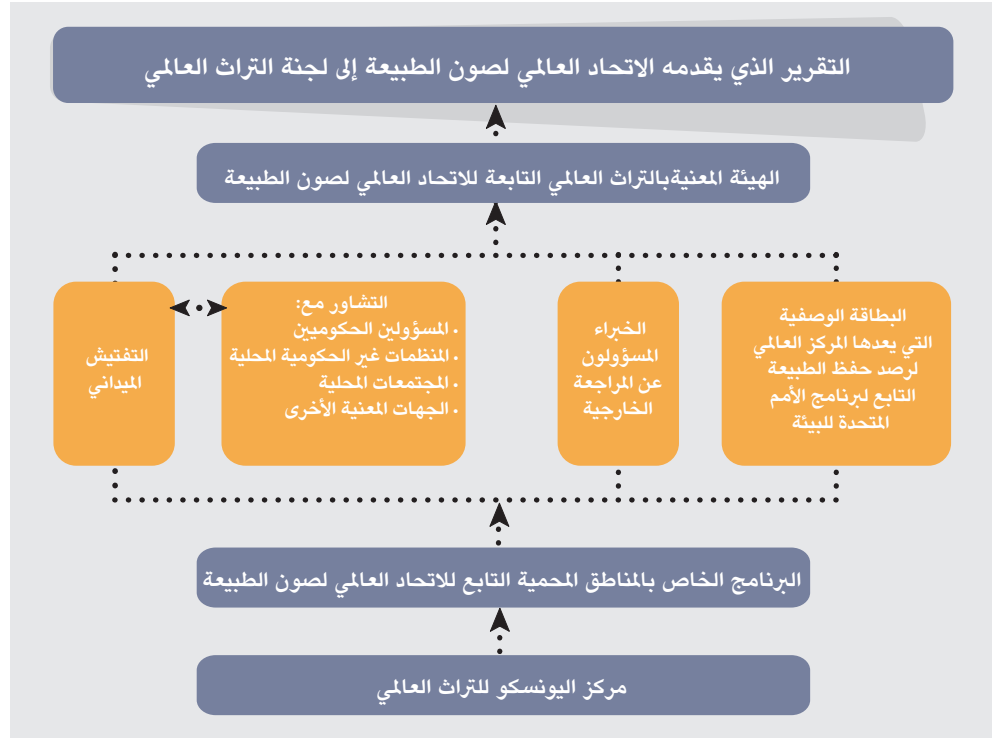 التقرير الذي يقدمه الاتحاد العالمي لصون الطبيعة إلى لجنة التراث العالمي
الهيئة المعنيةبالتراث العالمي التابعة للاتحاد العالمي لصون الطبيعة
البطاقة الوصفية
التي يعدها المركز العالمي
لرصد حفظ الطبيعة
التابع لبرنامج الأمم
المتحدة للبيئة
الخبراء
المسؤولون
عن المراجعة
الخارجية
التشاور مع:
• المسؤولين الحكوميين
• المنظمات غير الحكومية المحلية
• المجتمعات المحلية
• الجهات المعنية الأخرى
التفتيش
الميداني
البرنامج الخاص بالمناطق المحمية التابع للاتحاد العالمي لصون الطبيعة
مركز اليونسكو للتراث العالمي